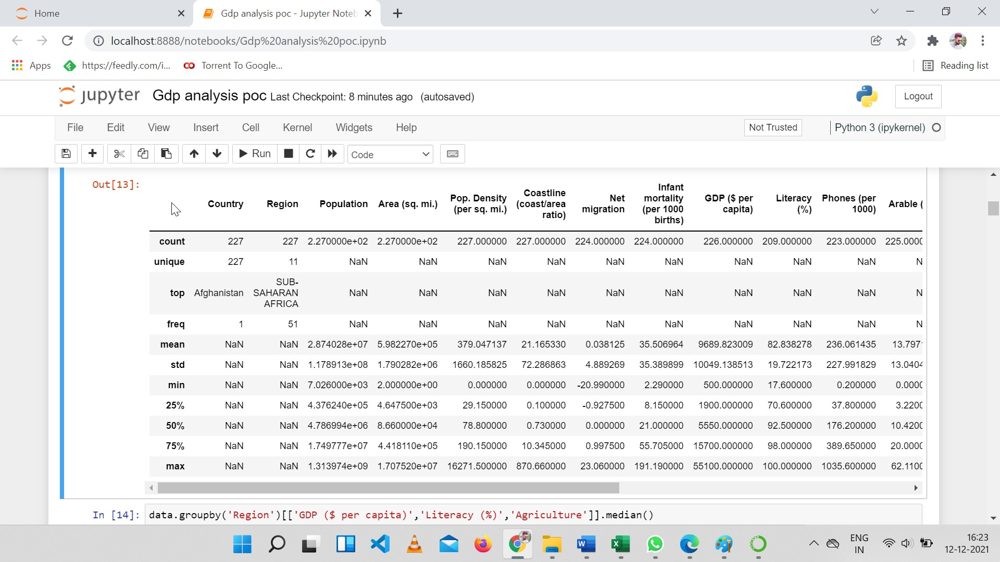 Home
Gdp analysis poc - Jupyter Noteb
localhost:8888/notebooks/Gdp%20analysis%20poc.ipynb
Apps https://feedly.com/i... Torrent To Google... Reading list
jupyter Gdp analysis poc Last Checkpoint: 8 minutes ago (autosaved) Logout
File Edit View Insert Cell Kernel Widgets Help Not Trusted Python 3 (ipykernel)
Run Code
Out[13]:
Country Region Population Area (sq. mi.) Pop. Density (per sq. mi.) Coastline (coast/area ratio) Net migration Infant mortality (per 1000 births) GDP ($ per capita) Literacy (%) Phones (per 1000) Arable (
count 227 227 2.270000e+02 2.270000e+02 227.000000 227.000000 224.000000 224.000000 226.000000 209.000000 223.000000 225.0000
unique 227 11 NaN NaN NaN NaN NaN NaN NaN NaN NaN N
top Afghanistan SUB-SAHARAN AFRICA NaN NaN NaN NaN NaN NaN NaN NaN NaN N
freq 1 51 NaN NaN NaN NaN NaN NaN NaN NaN NaN N
mean NaN NaN 2.874028e+07 5.982270e+05 379.047137 21.165330 0.038125 35.506964 9689.823009 82.838278 236.061435 13.797
std NaN NaN 1.178913e+08 1.790282e+06 1660.185825 72.286863 4.889269 35.389899 10049.138513 19.722173 227.991829 13.0404
min NaN NaN 7.026000e+03 2.000000e+00 0.000000 0.000000 -20.990000 2.290000 500.000000 17.600000 0.200000 0.0000
25% NaN NaN 4.376240e+05 4.647500e+03 29.150000 0.100000 -0.927500 8.150000 1900.000000 70.600000 37.800000 3.2200
50% NaN NaN 4.786994e+06 8.660000e+04 78.800000 0.730000 0.000000 21.000000 5550.000000 92.500000 176.200000 10.4200
75% NaN NaN 1.749777e+07 4.418110e+05 190.150000 10.345000 0.997500 55.705000 15700.000000 98.000000 389.650000 20.0000
max NaN NaN 1.313974e+09 1.707520e+07 16271.500000 870.660000 23.060000 191.190000 55100.000000 100.000000 1035.600000 62.1100
In [14]: data.groupby('Region')[['GDP ($ per capita)','Literacy (%)','Agriculture']].median()
ENG 16:23
IN 12-12-2021